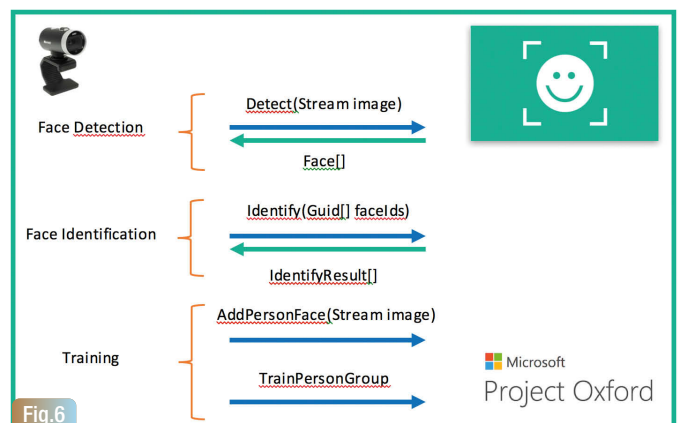 Detect(Stream image)
Face Detection
Face[]
Identify(Guid[] faceIds)
Face Identification
IdentifyResult[]
AddPersonFace(Stream image)
Training
TrainPersonGroup
Microsoft
Project Oxford
Fig.6